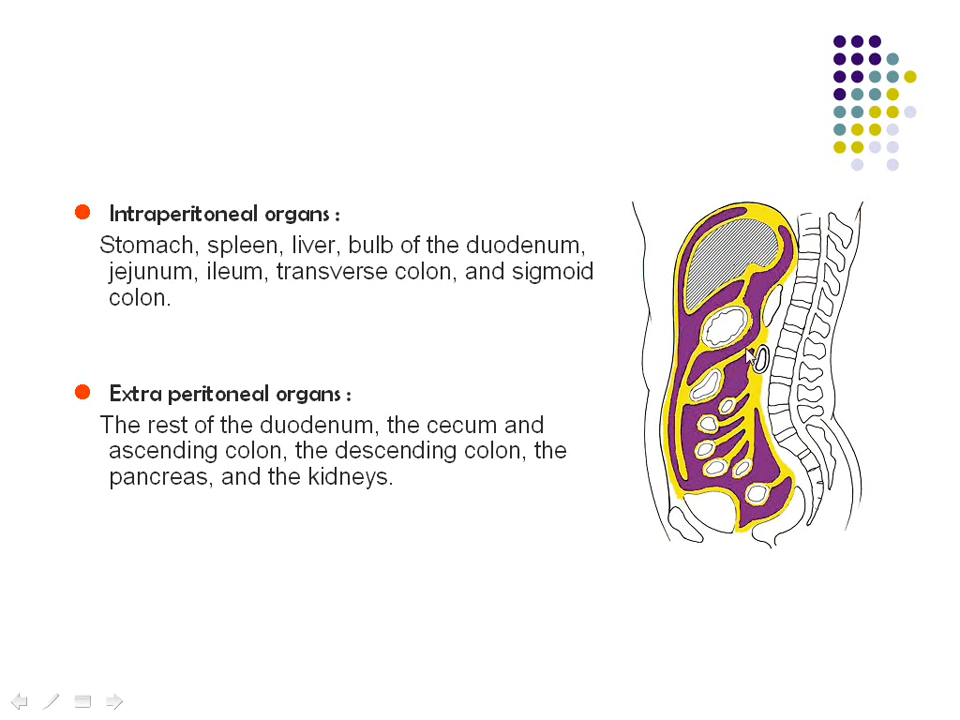 Intraperitoneal organs :
Stomach, spleen, liver, bulb of the duodenum,
jejunum, ileum, transverse colon, and sigmoid
colon.
Extra peritoneal organs :
The rest of the duodenum, the cecum and
ascending colon, the descending colon, the
pancreas, and the kidneys.